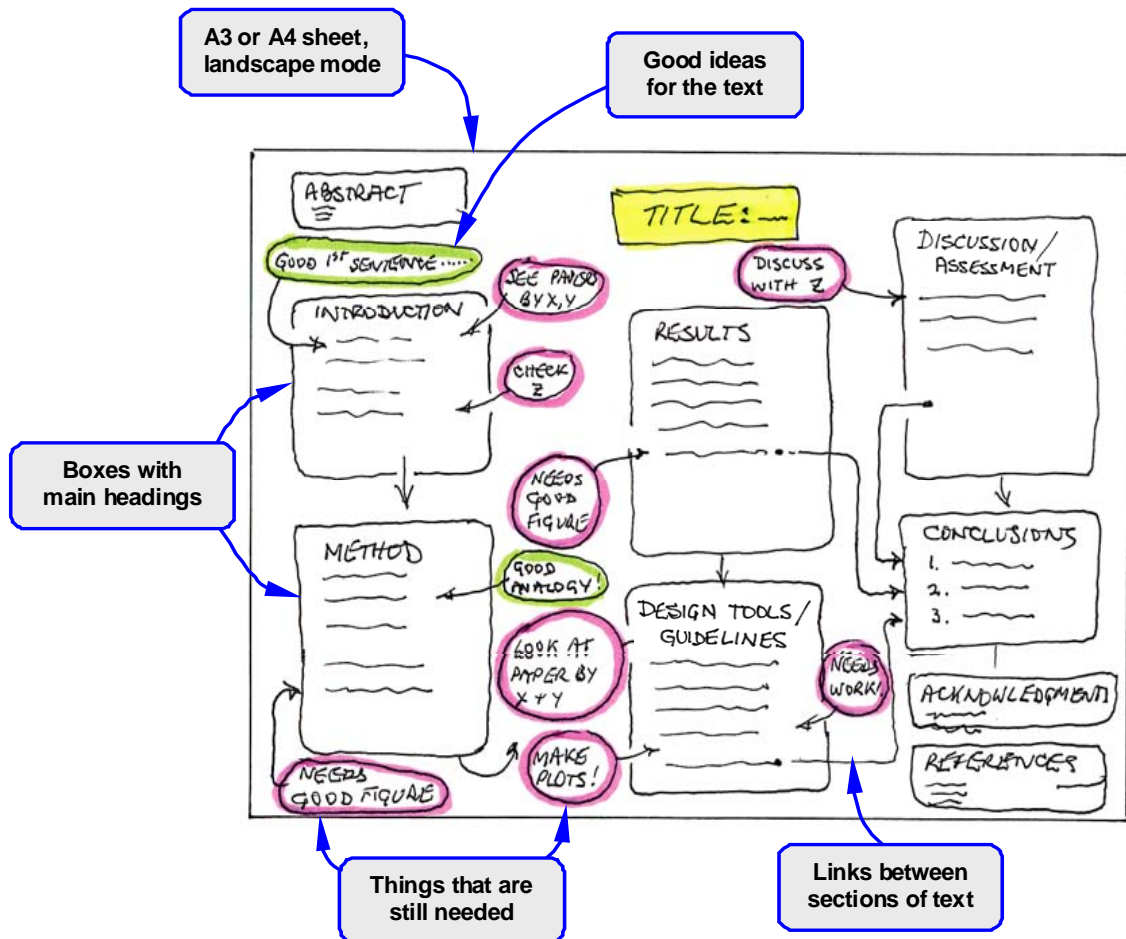 A3 or A4 sheet,
landscape mode
Good ideas
for the text
ABSTRACT
TITLE:
GOOD 1ST SENTENCE .....
SEE PAPERS
BY X, Y
DISCUSS
WITH Z
DISCUSSION/
ASSESSMENT
INTRODUCTION
RESULTS
CHECK
Z
Boxes with
main headings
NEEDS
GOOD
FIGURE
METHOD
GOOD
ANALOGY!
CONCLUSIONS
1.
2.
3.
DESIGN TOOLS/
GUIDELINES
LOOK AT
PAPER BY
X + Y
NEEDS
WORK!
ACKNOWLEDGMENTS
MAKE
PLOTS!
REFERENCES
NEEDS
GOOD FIGURE
Things that are
still needed
Links between
sections of text